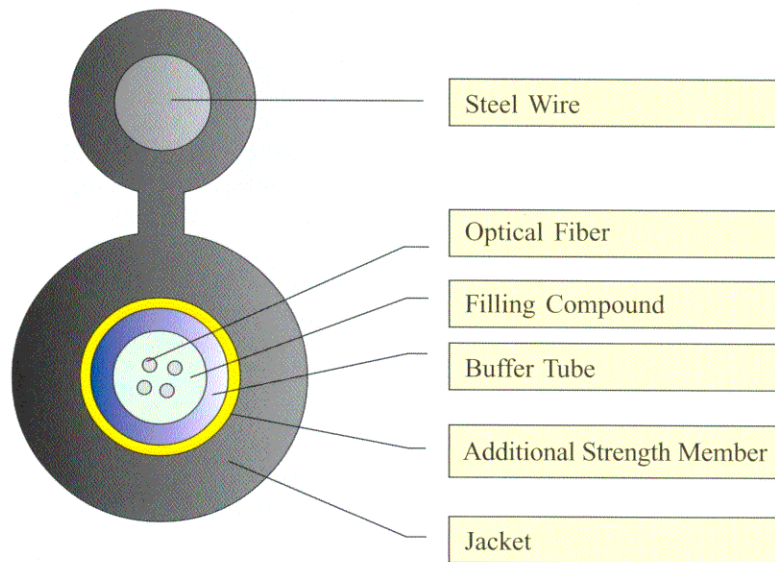 Steel Wire
Optical Fiber
Filling Compound
Buffer Tube
Additional Strength Member
Jacket